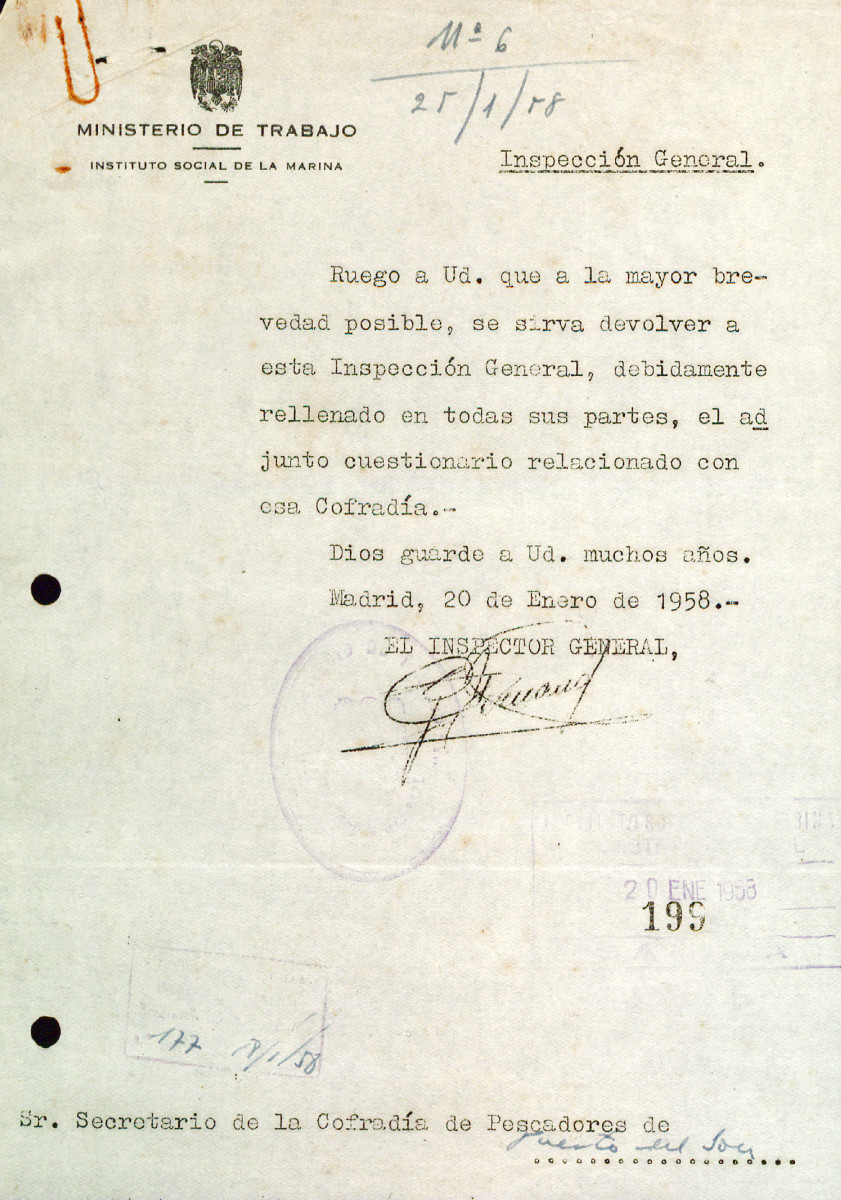 Nº 6
25/1/58
MINISTERIO DE TRABAJO
INSTITUTO SOCIAL DE LA MARINA
Inspección General.
Ruego a Ud. que a la mayor bre-
vedad posible, se sirva devolver a
esta Inspección General, debidamente
rellenado en todas sus partes, el ad
junto cuestionario relacionado con
esa Cofradía.-
Dios guarde a Ud. muchos años.
Madrid, 20 de Enero de 1958.-
EL INSPECTOR GENERAL,
20 ENE 1958
199
177
Sr. Secretario de la Cofradía de Pescadores de
Puerto del Son